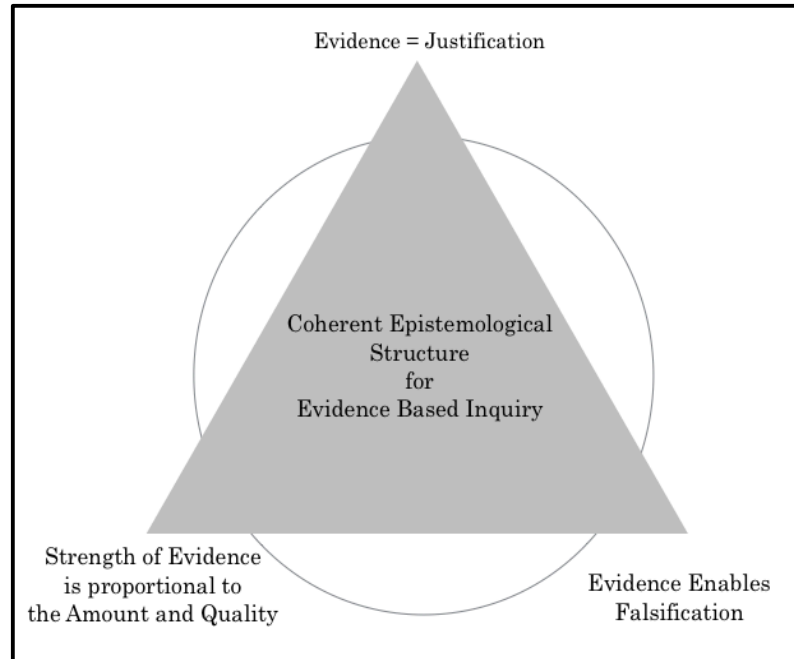 Evidence = Justification
Coherent Epistemological
Structure
for
Evidence Based Inquiry
Strength of Evidence
is proportional to
the Amount and Quality
Evidence Enables
Falsification